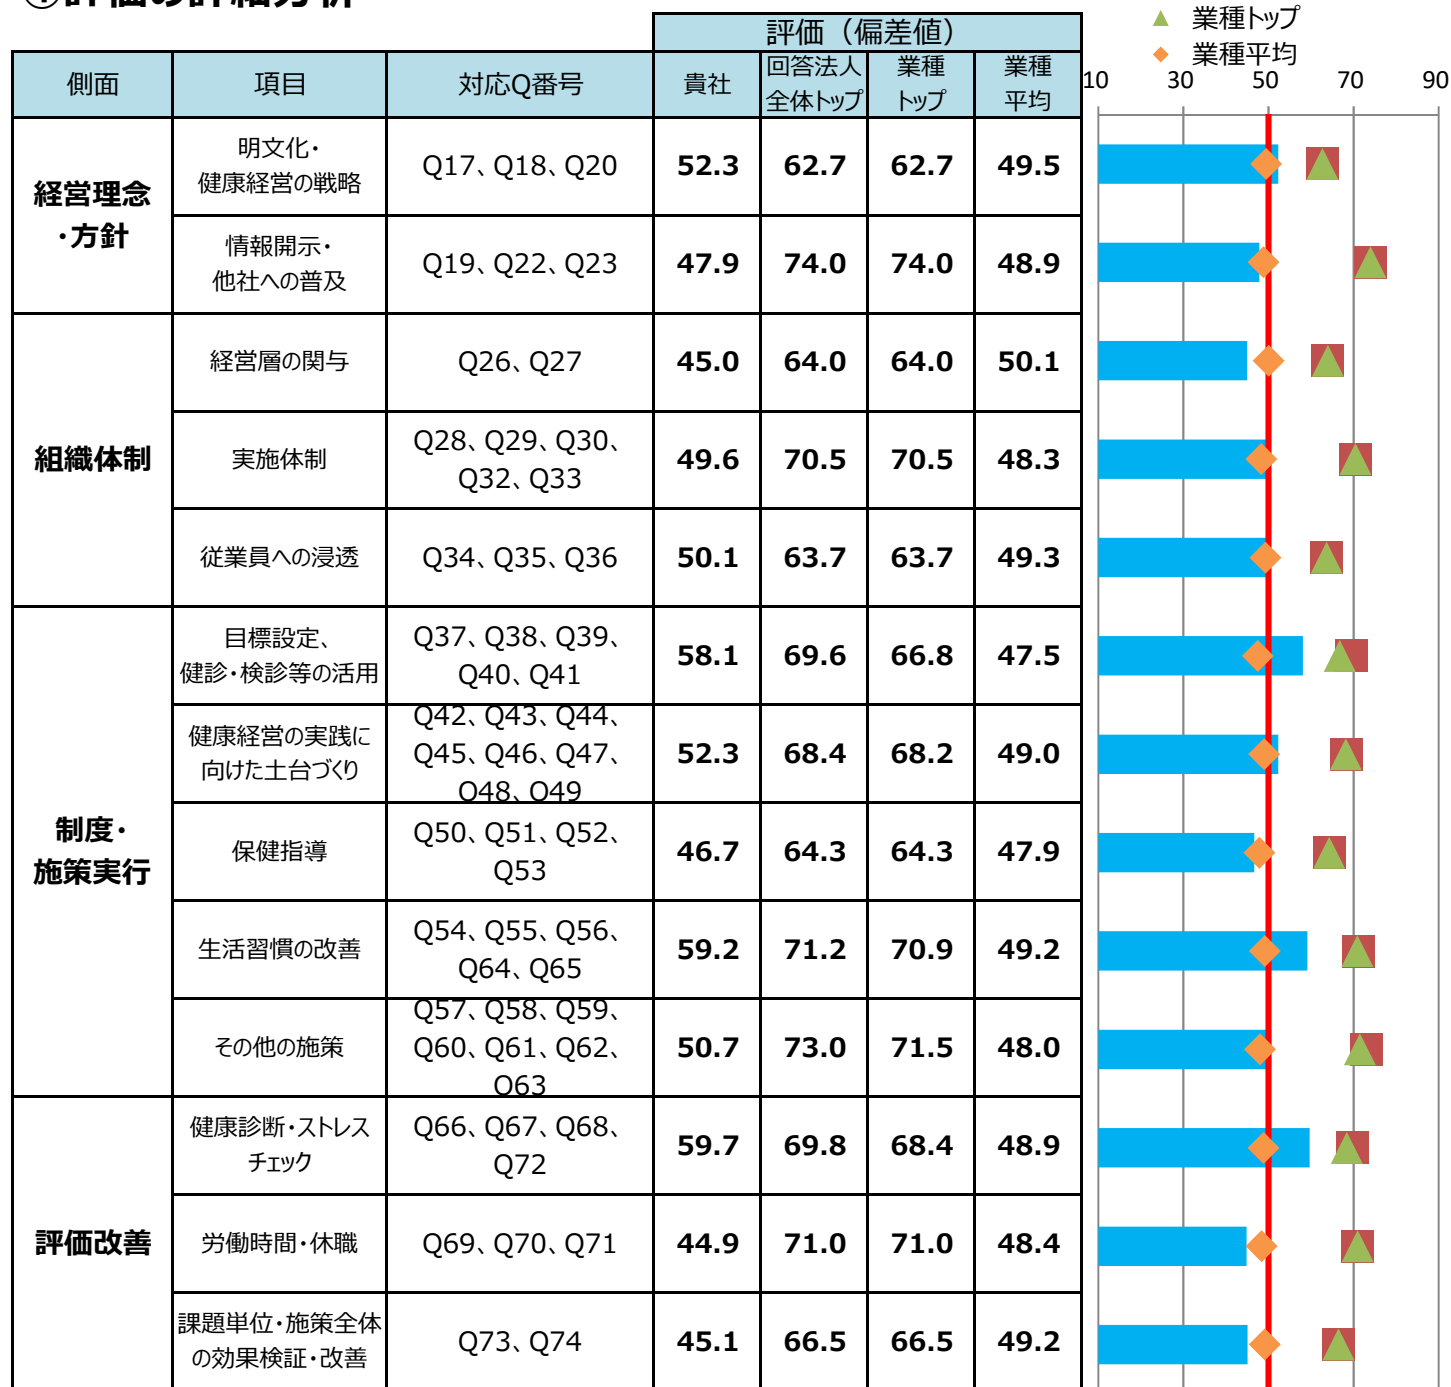 ①評価の詳細分析
業種トップ
業種平均
評価（偏差値）
側面 項目 対応Q番号 貴社 回答法人全体トップ 業種トップ 業種平均
10 30 50 70 90
経営理念・方針
明文化・健康経営の戦略 Q17、Q18、Q20 52.3 62.7 62.7 49.5
情報開示・他社への普及 Q19、Q22、Q23 47.9 74.0 74.0 48.9
組織体制
経営層の関与 Q26、Q27 45.0 64.0 64.0 50.1
実施体制 Q28、Q29、Q30、Q32、Q33 49.6 70.5 70.5 48.3
従業員への浸透 Q34、Q35、Q36 50.1 63.7 63.7 49.3
制度・施策実行
目標設定、健診・検診等の活用 Q37、Q38、Q39、Q40、Q41 58.1 69.6 66.8 47.5
健康経営の実践に向けた土台づくり Q42、Q43、Q44、Q45、Q46、Q47、Q48、Q49 52.3 68.4 68.2 49.0
保健指導 Q50、Q51、Q52、Q53 46.7 64.3 64.3 47.9
生活習慣の改善 Q54、Q55、Q56、Q64、Q65 59.2 71.2 70.9 49.2
その他の施策 Q57、Q58、Q59、Q60、Q61、Q62、Q63 50.7 73.0 71.5 48.0
評価改善
健康診断・ストレスチェック Q66、Q67、Q68、Q72 59.7 69.8 68.4 48.9
労働時間・休職 Q69、Q70、Q71 44.9 71.0 71.0 48.4
課題単位・施策全体の効果検証・改善 Q73、Q74 45.1 66.5 66.5 49.2